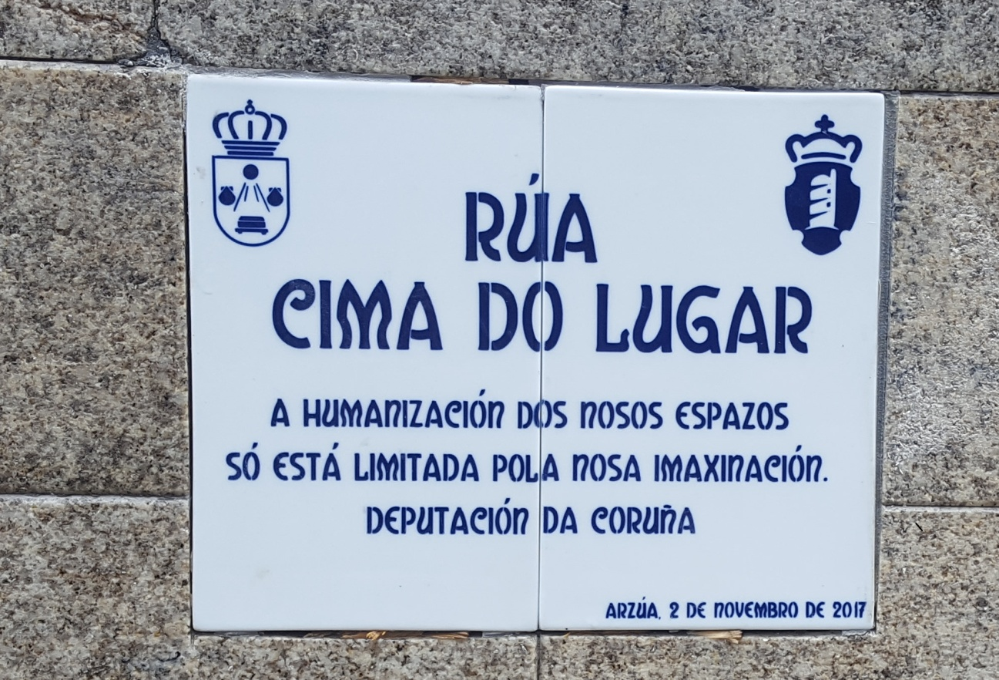 RÚA
CIMA DO LUGAR
A HUMANIZACIÓN DOS NOSOS ESPAZOS
SÓ ESTÁ LIMITADA POLA NOSA IMAXINACIÓN.
DEPUTACIÓN DA CORUÑA
ARZÚA, 2 DE NOVEMBRO DE 2017